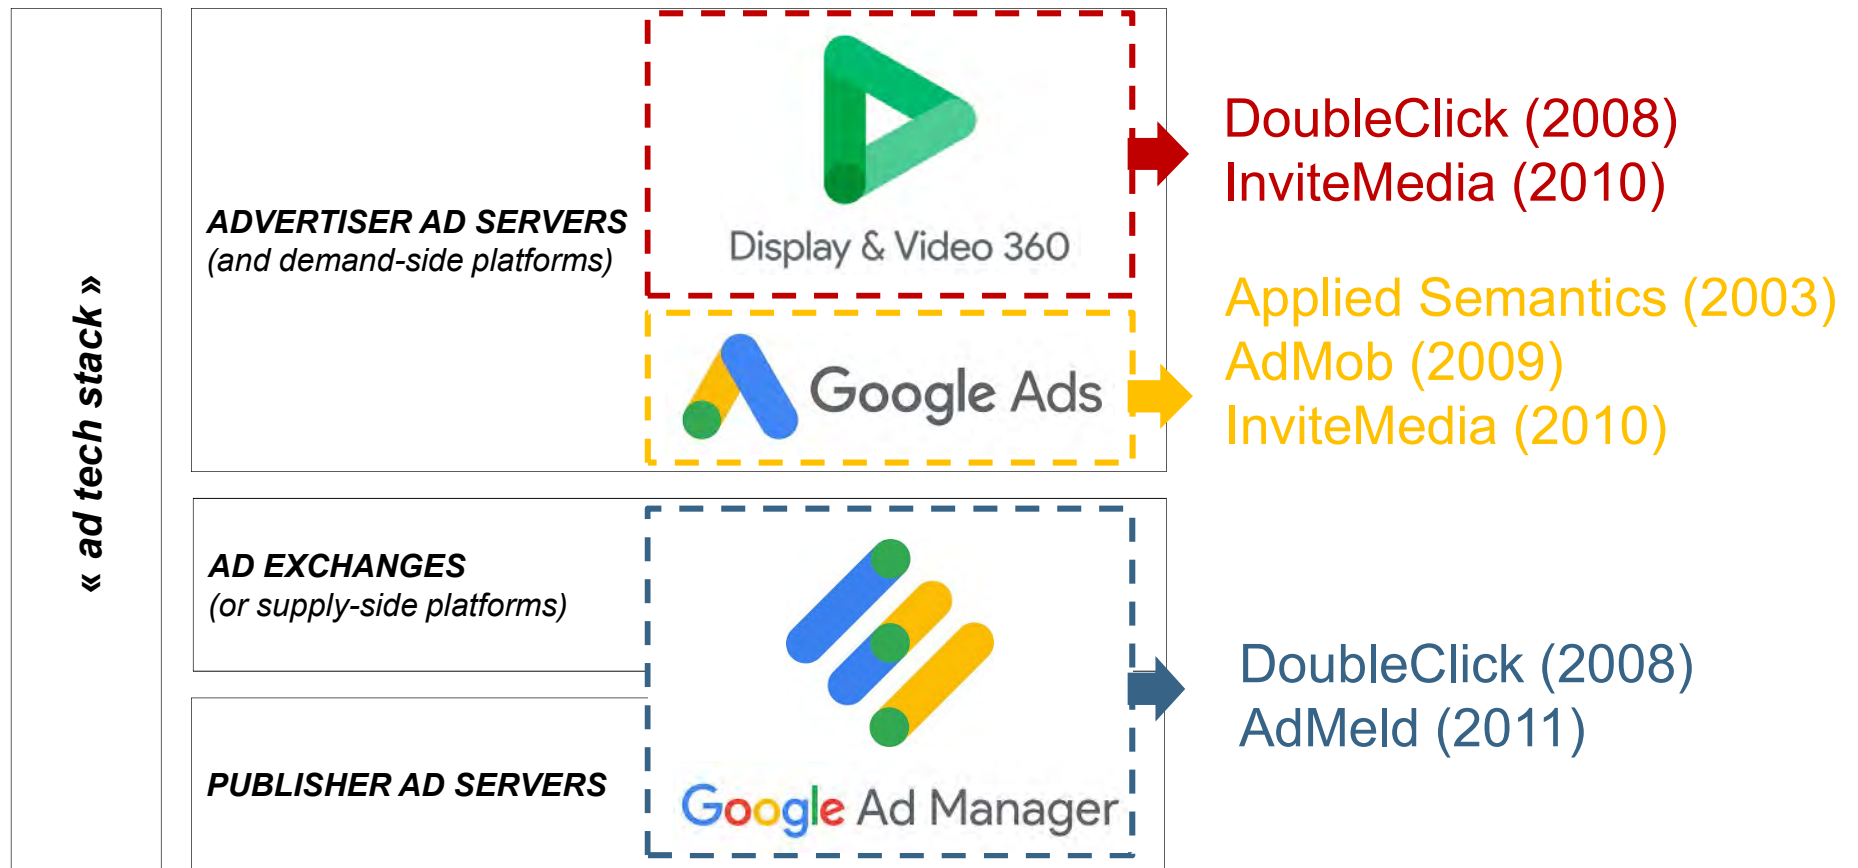 « ad tech stack »
ADVERTISER AD SERVERS
(and demand-side platforms)
Display & Video 360
DoubleClick (2008)
InviteMedia (2010)
Google Ads
Applied Semantics (2003)
AdMob (2009)
InviteMedia (2010)
AD EXCHANGES
(or supply-side platforms)
PUBLISHER AD SERVERS
Google Ad Manager
DoubleClick (2008)
AdMeld (2011)